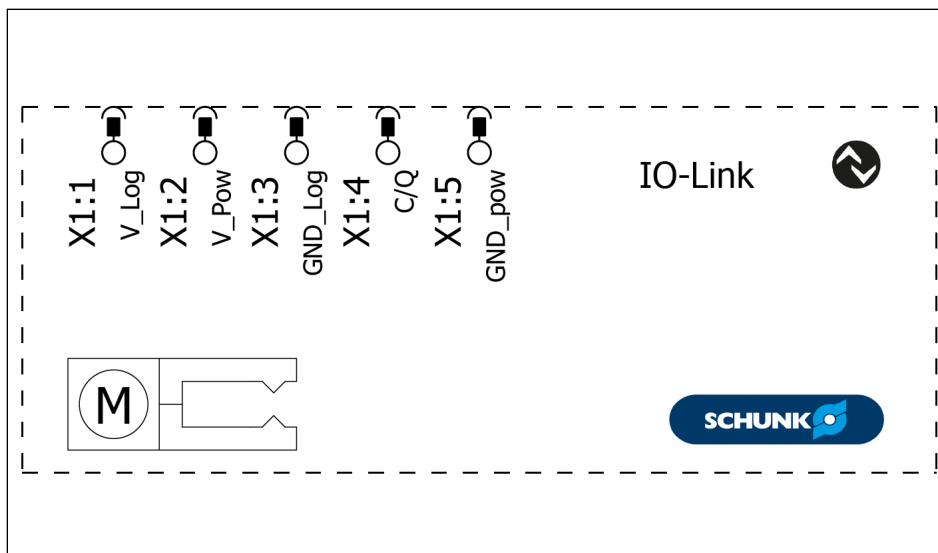 X1:1
V_Log
X1:2
V_Pow
X1:3
GND_Log
X1:4
C/Q
X1:5
GND_pow
IO-Link
M
SCHUNK